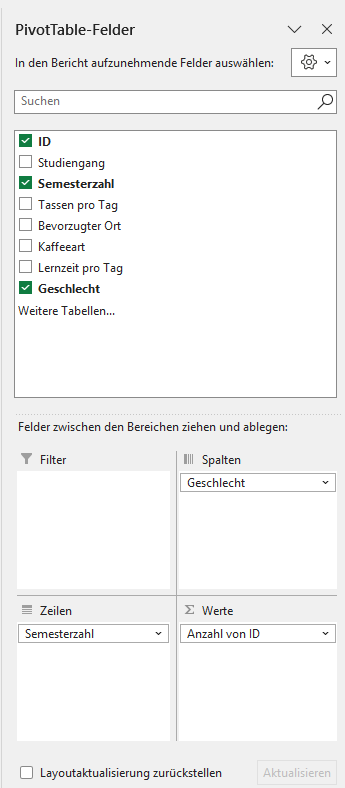 PivotTable-Felder
In den Bericht aufzunehmende Felder auswählen:
Suchen
ID
Studiengang
Semesterzahl
Tassen pro Tag
Bevorzugter Ort
Kaffeeart
Lernzeit pro Tag
Geschlecht
Weitere Tabellen...
Felder zwischen den Bereichen ziehen und ablegen:
Filter
Spalten
Geschlecht
Zeilen
Werte
Semesterzahl
Anzahl von ID
Layoutaktualisierung zurückstellen
Aktualisieren